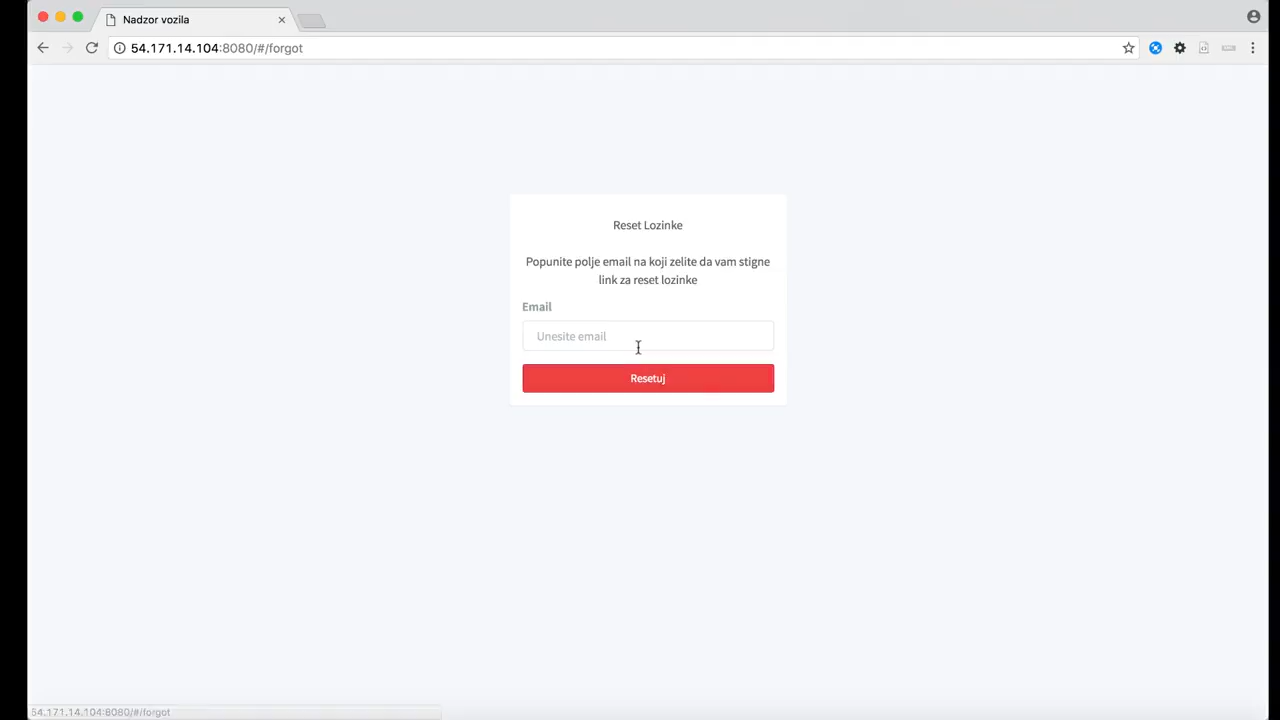 Nadzor vozila
54.171.14.104:8080/#/forgot
Reset Lozinke
Popunite polje email na koji zelite da vam stigne
link za reset lozinke
Email
Unesite email
Resetuj
54.171.14.104:8080/#/forgot